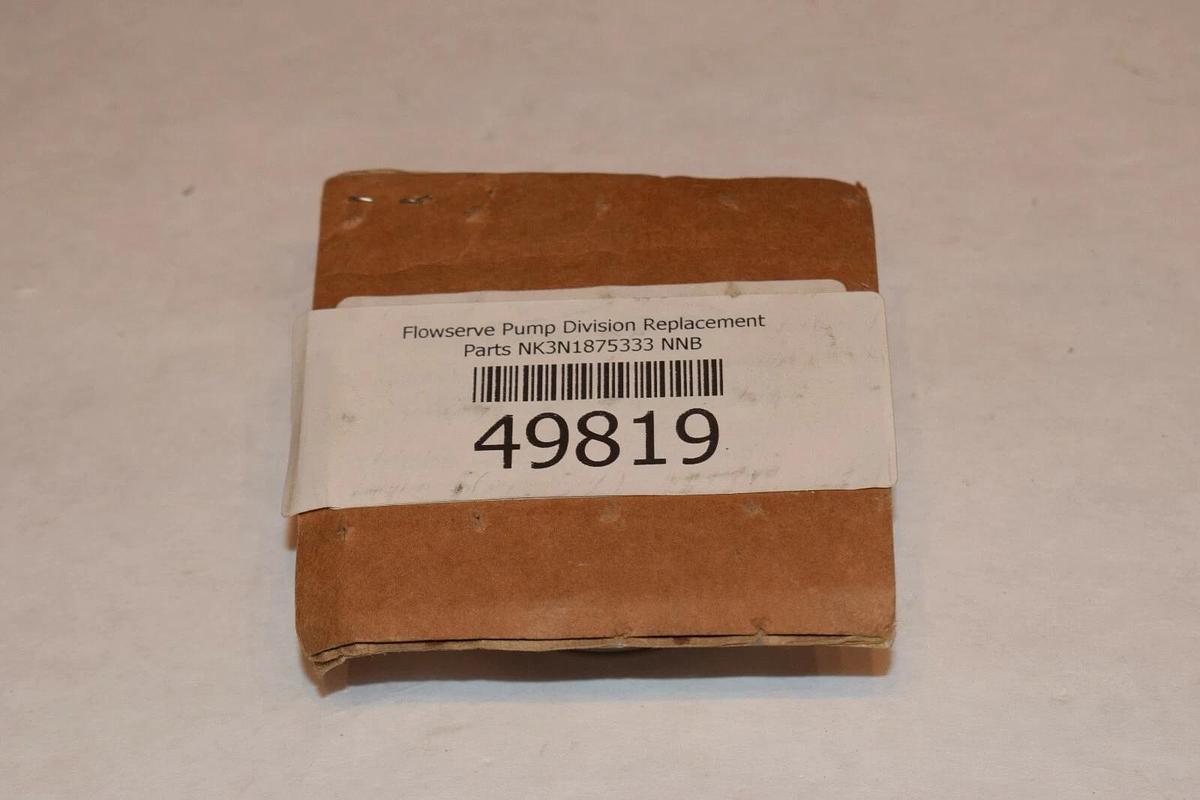 Flowserve Pump Division Replacement
Parts NK3N1875333 NNB
49819